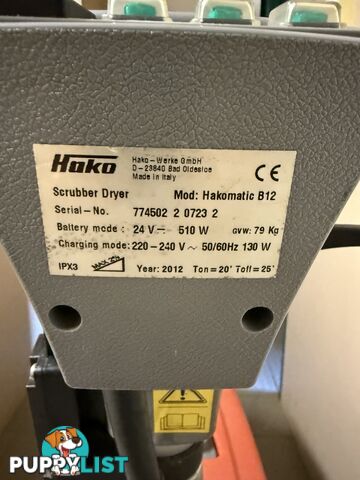 Hako
Hako-Werke GmbH
D-23840 Bad Oldesloe
Made in Italy
CE
Scrubber Dryer Mod: Hakomatic B12
Serial-No. 774502 2 0723 2
Battery mode : 24 V⎓ 510 W gvw: 79 Kg
Charging mode: 220-240 V~ 50/60Hz 130 W
IPX3 MAX 2% Year: 2012 Ton=20' Toff=25'
PUPPYLIST